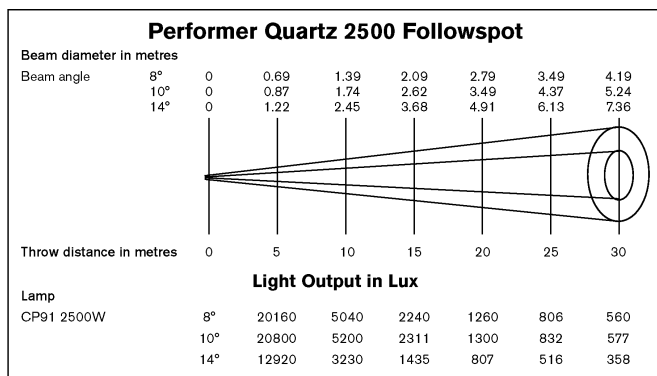 Performer Quartz 2500 Followspot
Beam diameter in metres
Beam angle 8° 0 0.69 1.39 2.09 2.79 3.49 4.19
10° 0 0.87 1.74 2.62 3.49 4.37 5.24
14° 0 1.22 2.45 3.68 4.91 6.13 7.36
Throw distance in metres 0 5 10 15 20 25 30
Light Output in Lux
Lamp
CP91 2500W 8° 20160 5040 2240 1260 806 560
10° 20800 5200 2311 1300 832 577
14° 12920 3230 1435 807 516 358